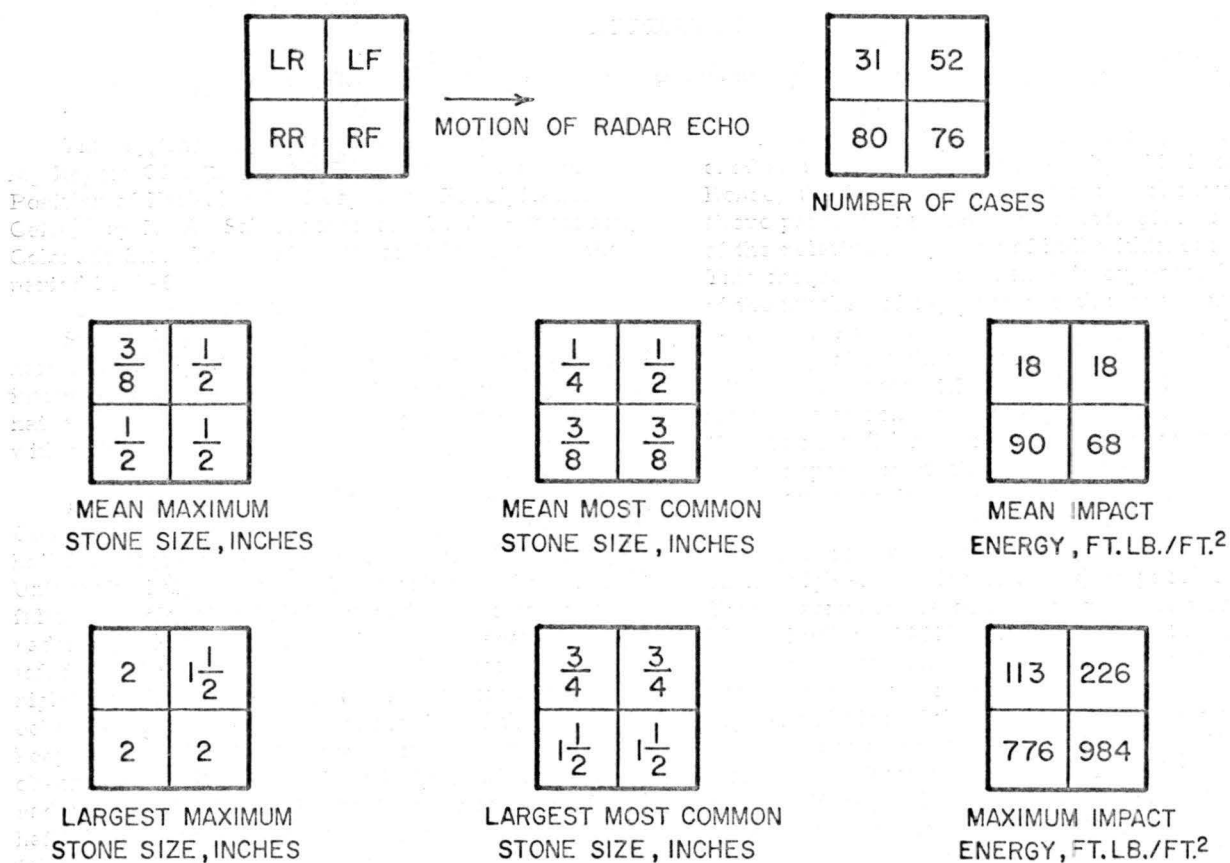 LR LF
RR RF
MOTION OF RADAR ECHO
31 52
80 76
NUMBER OF CASES
3/8 1/2
1/2 1/2
MEAN MAXIMUM
STONE SIZE, INCHES
1/4 1/2
3/8 3/8
MEAN MOST COMMON
STONE SIZE, INCHES
18 18
90 68
MEAN IMPACT
ENERGY, FT. LB./FT.²
2 1 1/2
2 2
LARGEST MAXIMUM
STONE SIZE, INCHES
3/4 3/4
1 1/2 1 1/2
LARGEST MOST COMMON
STONE SIZE, INCHES
113 226
776 984
MAXIMUM IMPACT
ENERGY, FT. LB./FT.²